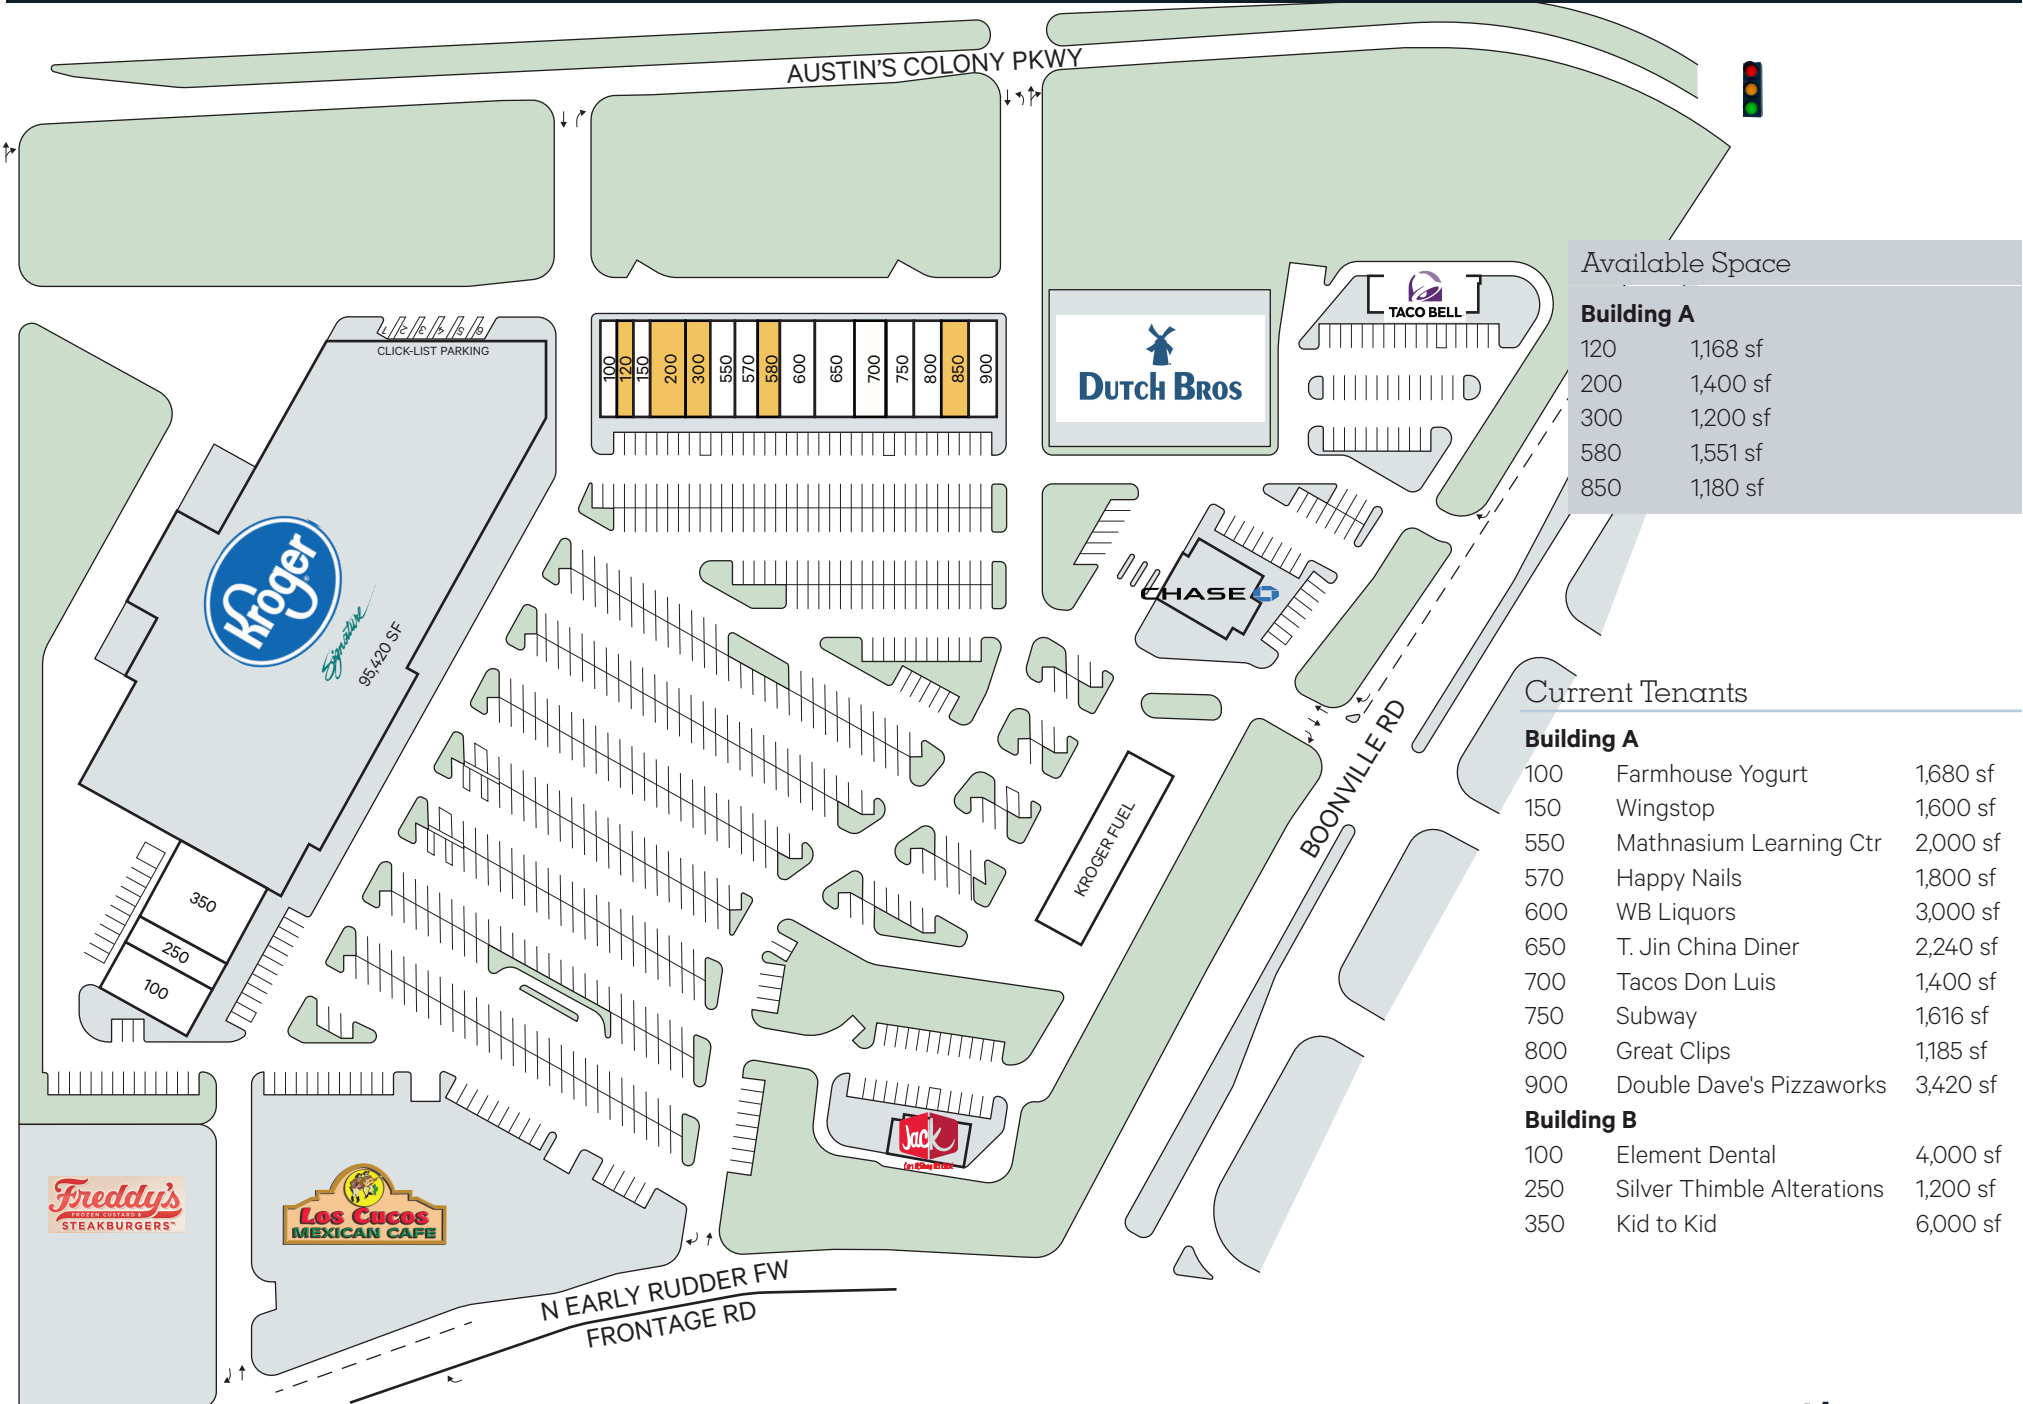 AUSTIN'S COLONY PKWY
Available Space
Building A
120 1,168 sf
200 1,400 sf
300 1,200 sf
580 1,551 sf
850 1,180 sf
TACO BELL
1 2 3 4 5 6
CLICK-LIST PARKING
100 120 150 200 300 550 570 580 600 650 700 750 800 850 900
DUTCH BROS
Kroger
Signature
95,420 SF
CHASE
Current Tenants
Building A
100 Farmhouse Yogurt 1,680 sf
150 Wingstop 1,600 sf
550 Mathnasium Learning Ctr 2,000 sf
570 Happy Nails 1,800 sf
600 WB Liquors 3,000 sf
650 T. Jin China Diner 2,240 sf
700 Tacos Don Luis 1,400 sf
750 Subway 1,616 sf
800 Great Clips 1,185 sf
900 Double Dave's Pizzaworks 3,420 sf
Building B
100 Element Dental 4,000 sf
250 Silver Thimble Alterations 1,200 sf
350 Kid to Kid 6,000 sf
BOONVILLE RD
KROGER FUEL
350
250
100
Jack
Freddy's
FROZEN CUSTARD &
STEAKBURGERS
Los Cucos
MEXICAN CAFE
N EARLY RUDDER FW
FRONTAGE RD